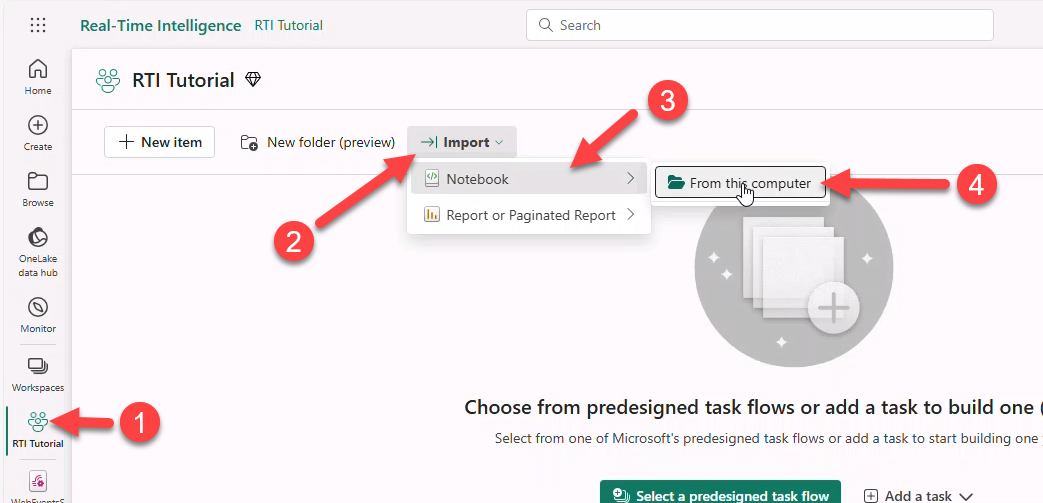 Real-Time Intelligence RTI Tutorial Search
Home
RTI Tutorial
3
Create
New item New folder (preview) Import
2
Notebook From this computer 4
Browse
Report or Paginated Report
OneLake
data hub
Monitor
Workspaces
1
RTI Tutorial
Choose from predesigned task flows or add a task to build one (
Select from one of Microsoft's predesigned task flows or add a task to start building one
Select a predesigned task flow Add a task
WebEventsS